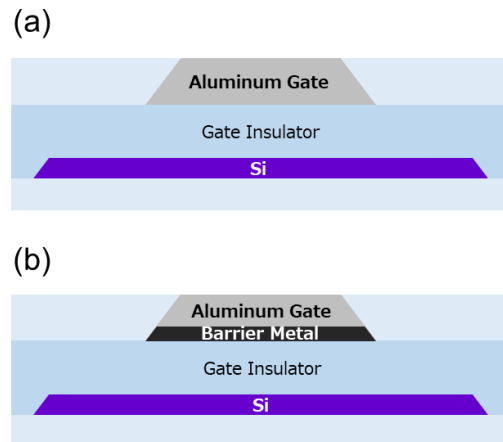 (a)
Aluminum Gate
Gate Insulator
Si
(b)
Aluminum Gate
Barrier Metal
Gate Insulator
Si